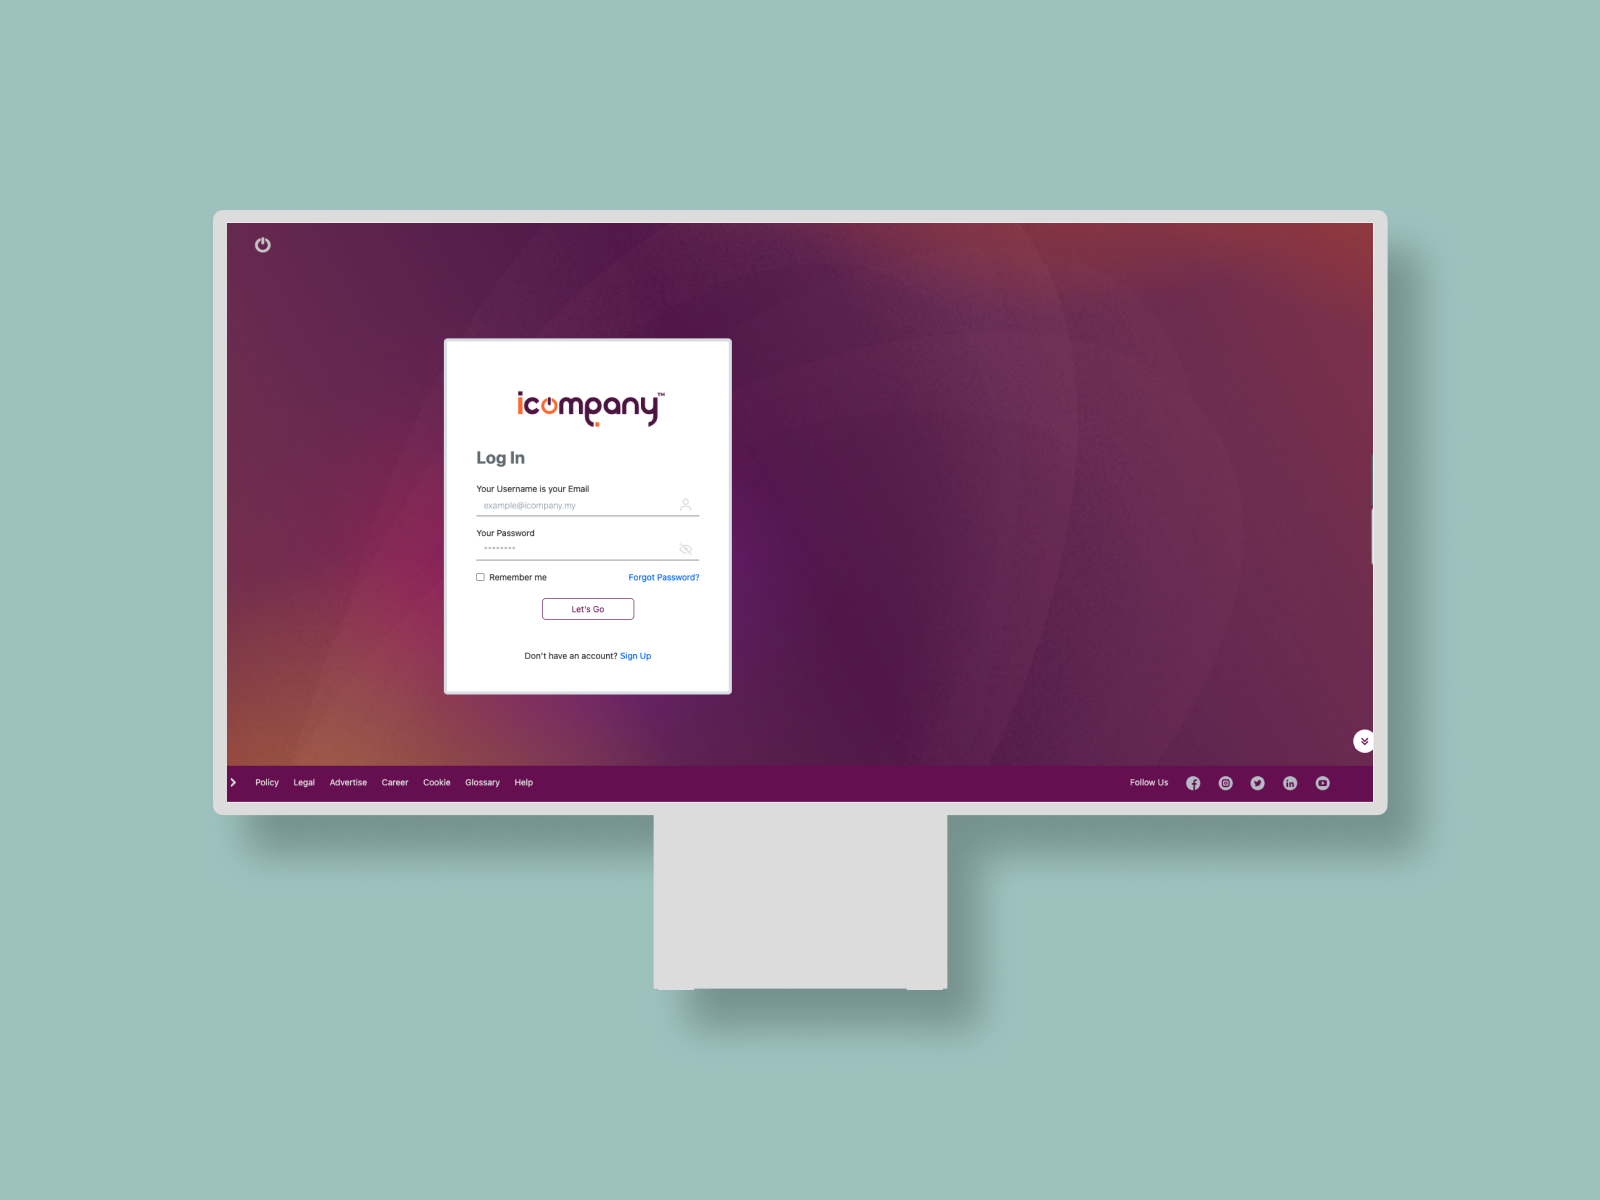 icompany™
Log In
Your Username is your Email
example@icompany.my
Your Password
********
Remember me
Forgot Password?
Let's Go
Don't have an account? Sign Up
Policy Legal Advertise Career Cookie Glossary Help
Follow Us